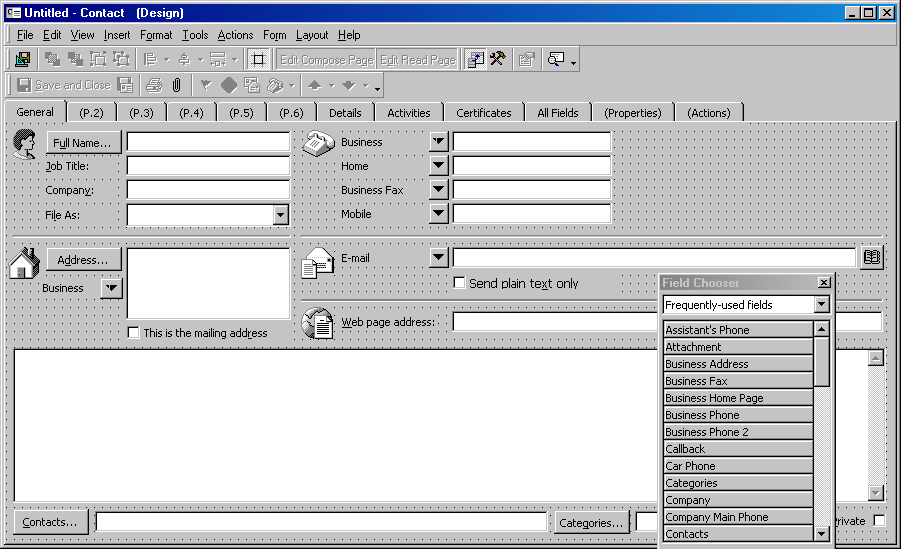 Untitled - Contact (Design)
File Edit View Insert Format Tools Actions Form Layout Help
Edit Compose Page Edit Read Page
Save and Close
General (P.2) (P.3) (P.4) (P.5) (P.6) Details Activities Certificates All Fields (Properties) (Actions)
Full Name... Business
Job Title: Home
Company: Business Fax
File As: Mobile
Address... E-mail
Business
Send plain text only
This is the mailing address
Web page address:
Field Chooser
Frequently-used fields
Assistant's Phone
Attachment
Business Address
Business Fax
Business Home Page
Business Phone
Business Phone 2
Callback
Car Phone
Categories
Company
Company Main Phone
Contacts
Contacts... Categories... Private